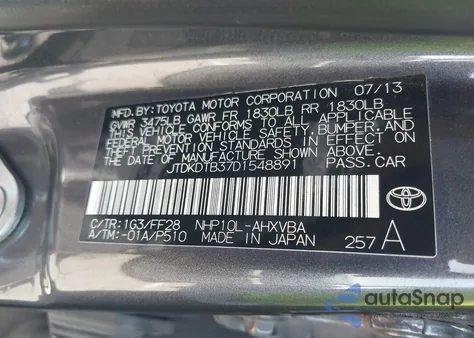 MFD.BY:TOYOTA MOTOR CORPORATION 07/13
GVWR 3475LB GAWR FR 1830LB RR 1830LB
THIS VEHICLE CONFORMS TO ALL APPLICABLE
FEDERAL MOTOR VEHICLE SAFETY, BUMPER, AND
THEFT PREVENTION STANDARDS IN EFFECT ON
THE DATE OF MANUFACTURE SHOWN ABOVE.
JTDKDTB37D1548891 PASS.CAR
C/TR:1G3/FF28 NHP10L-AHXVBA
A/TM:-01A/P510 MADE IN JAPAN 257 A
TOYOTA
autoSnap